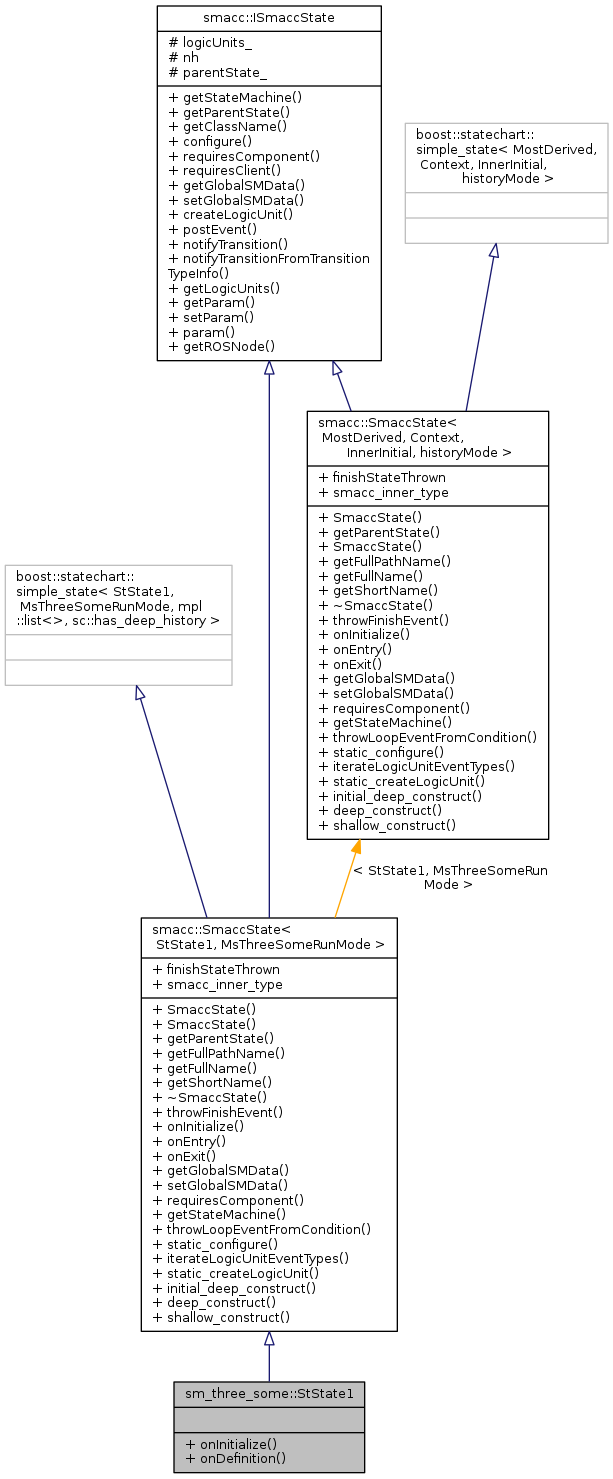 smacc::ISmaccState
# logicUnits_
# nh
# parentState_
+ getStateMachine()
+ getParentState()
+ getClassName()
+ configure()
+ requiresComponent()
+ requiresClient()
+ getGlobalSMData()
+ setGlobalSMData()
+ createLogicUnit()
+ postEvent()
+ notifyTransition()
+ notifyTransitionFromTransition
TypeInfo()
+ getLogicUnits()
+ getParam()
+ setParam()
+ param()
+ getROSNode()
boost::statechart::
simple_state< MostDerived,
Context, InnerInitial,
historyMode >
smacc::SmaccState<
MostDerived, Context,
InnerInitial, historyMode >
+ finishStateThrown
+ smacc_inner_type
+ SmaccState()
+ getParentState()
+ SmaccState()
+ getFullPathName()
+ getFullName()
+ getShortName()
+ ~SmaccState()
+ throwFinishEvent()
+ onInitialize()
+ onEntry()
+ onExit()
+ getGlobalSMData()
+ setGlobalSMData()
+ requiresComponent()
+ getStateMachine()
+ throwLoopEventFromCondition()
+ static_configure()
+ iterateLogicUnitEventTypes()
+ static_createLogicUnit()
+ initial_deep_construct()
+ deep_construct()
+ shallow_construct()
boost::statechart::
simple_state< StState1,
MsThreeSomeRunMode, mpl
::list<>, sc::has_deep_history >
< StState1, MsThreeSomeRun
Mode >
smacc::SmaccState<
StState1, MsThreeSomeRunMode >
+ finishStateThrown
+ smacc_inner_type
+ SmaccState()
+ SmaccState()
+ getParentState()
+ getFullPathName()
+ getFullName()
+ getShortName()
+ ~SmaccState()
+ throwFinishEvent()
+ onInitialize()
+ onEntry()
+ onExit()
+ getGlobalSMData()
+ setGlobalSMData()
+ requiresComponent()
+ getStateMachine()
+ throwLoopEventFromCondition()
+ static_configure()
+ iterateLogicUnitEventTypes()
+ static_createLogicUnit()
+ initial_deep_construct()
+ deep_construct()
+ shallow_construct()
sm_three_some::StState1
+ onInitialize()
+ onDefinition()